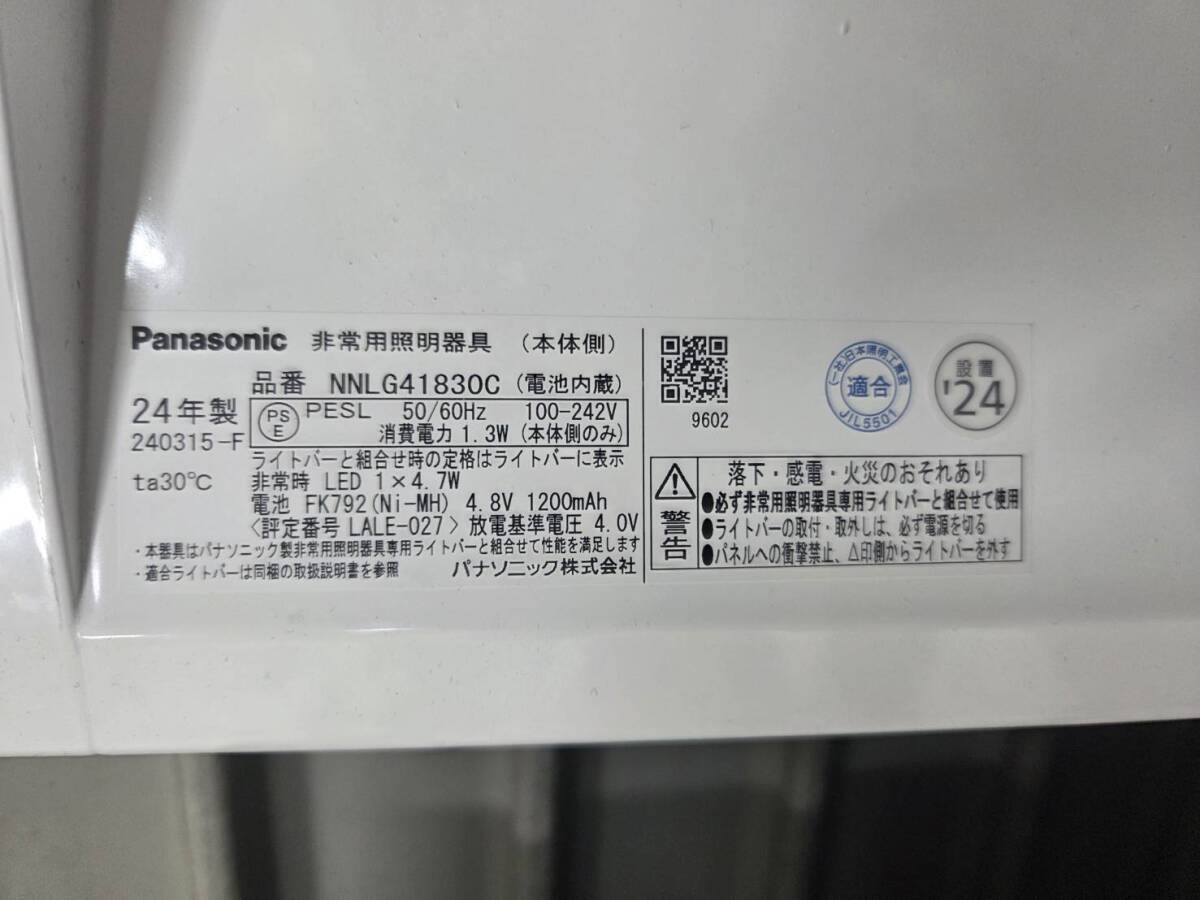 Panasonic 非常用照明器具 （本体側）
品番 NNLG41830C（電池内蔵）
24年製
240315-F
PS
E
PESL 50/60Hz 100-242V
消費電力 1.3W（本体側のみ）
ライトバーと組合せ時の定格はライトバーに表示
ta30℃
非常時 LED 1×4.7W
電池 FK792(Ni-MH) 4.8V 1200mAh
〈評定番号 LALE-027〉放電基準電圧 4.0V
・本器具はパナソニック製非常用照明器具専用ライトバーと組合せて性能を満足します
・適合ライトバーは同梱の取扱説明書を参照
パナソニック株式会社
9602
(一社)日本照明工業会
適合
JIL5501
設置
'24
警告
落下・感電・火災のおそれあり
●必ず非常用照明器具専用ライトバーと組合せて使用
●ライトバーの取付・取外しは、必ず電源を切る
●パネルへの衝撃禁止、△印側からライトバーを外す